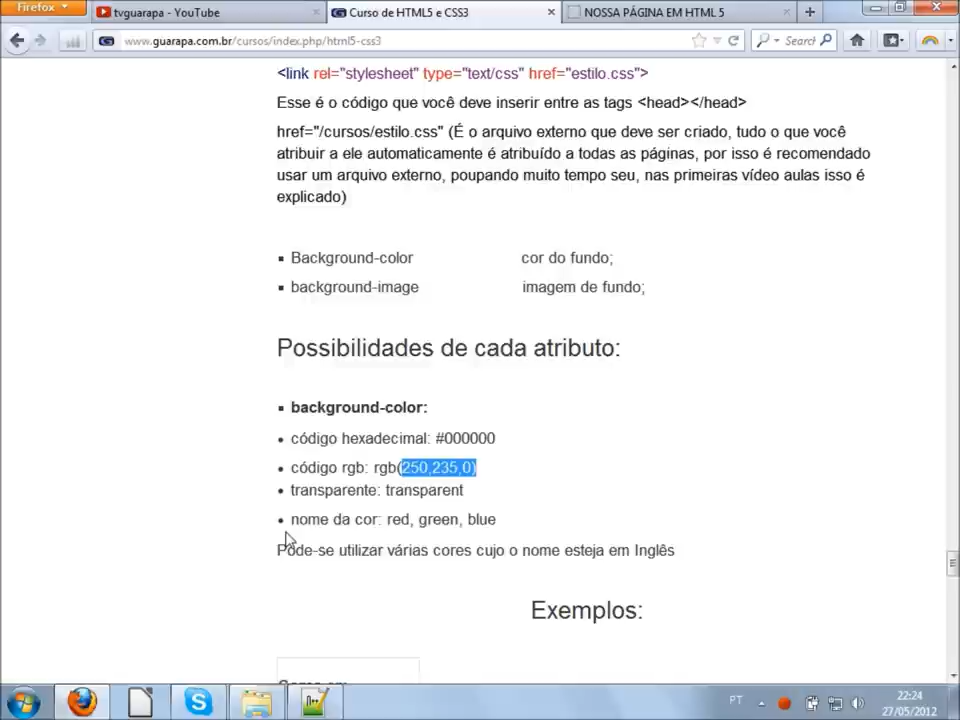 Firefox
tvguarapa - YouTube
Curso de HTML5 e CSS3
NOSSA PÁGINA EM HTML 5
www.guarapa.com.br/cursos/index.php/html5-css3
Search
<link rel="stylesheet" type="text/css" href="estilo.css">
Esse é o código que você deve inserir entre as tags <head></head>
href="/cursos/estilo.css" (É o arquivo externo que deve ser criado, tudo o que você
atribuir a ele automaticamente é atribuído a todas as páginas, por isso é recomendado
usar um arquivo externo, poupando muito tempo seu, nas primeiras vídeo aulas isso é
explicado)
Background-color cor do fundo;
background-image imagem de fundo;
Possibilidades de cada atributo:
background-color:
código hexadecimal: #000000
código rgb: rgb(250,235,0)
transparente: transparent
nome da cor: red, green, blue
Pode-se utilizar várias cores cujo o nome esteja em Inglês
Exemplos:
PT
22:24
27/05/2012